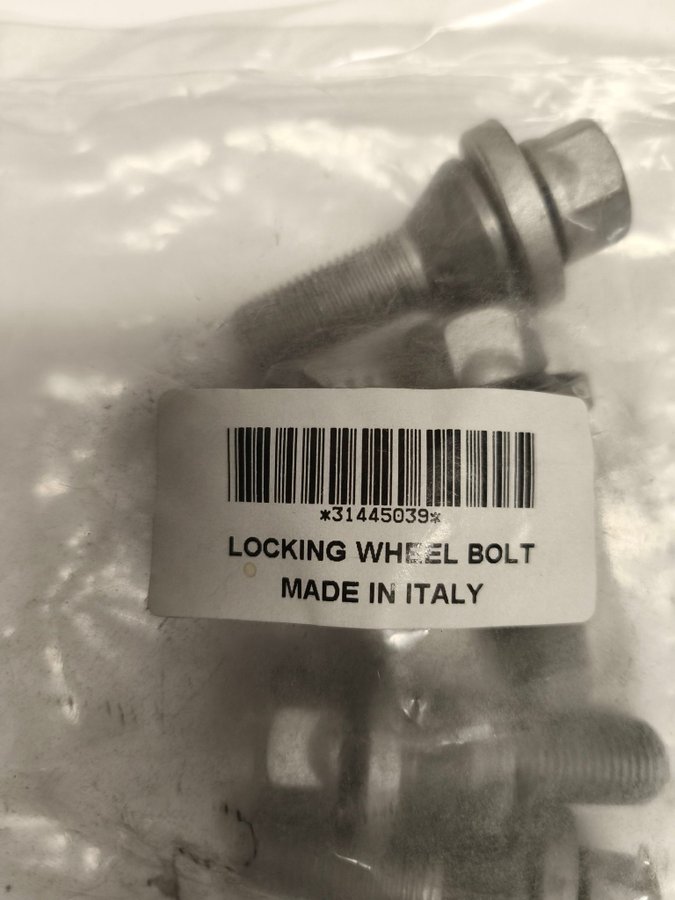 *31445039*
LOCKING WHEEL BOLT
MADE IN ITALY